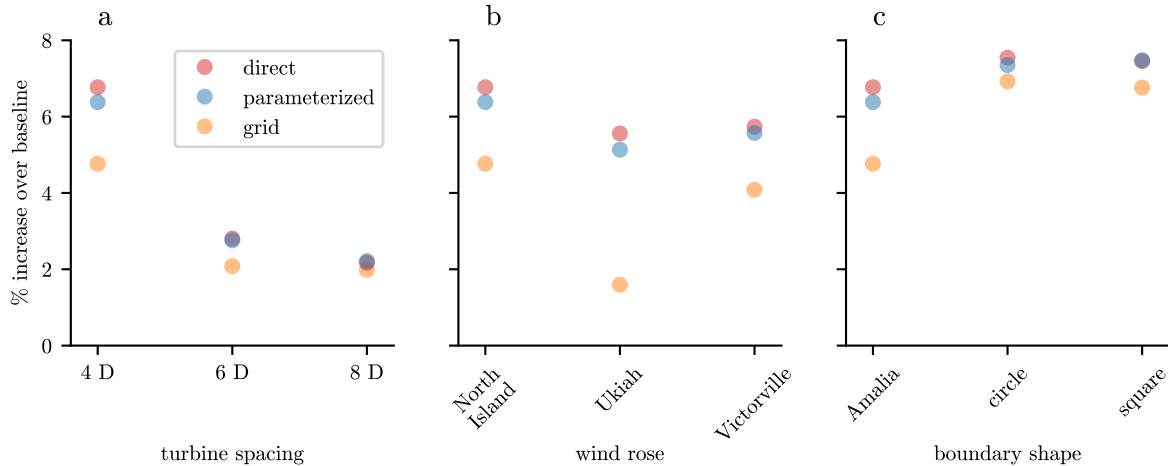 a
b
c
8
6
4
2
0
% increase over baseline
direct
parameterized
grid
4 D
6 D
8 D
turbine spacing
North
Island
Ukiah
Victorville
wind rose
Amalia
circle
square
boundary shape